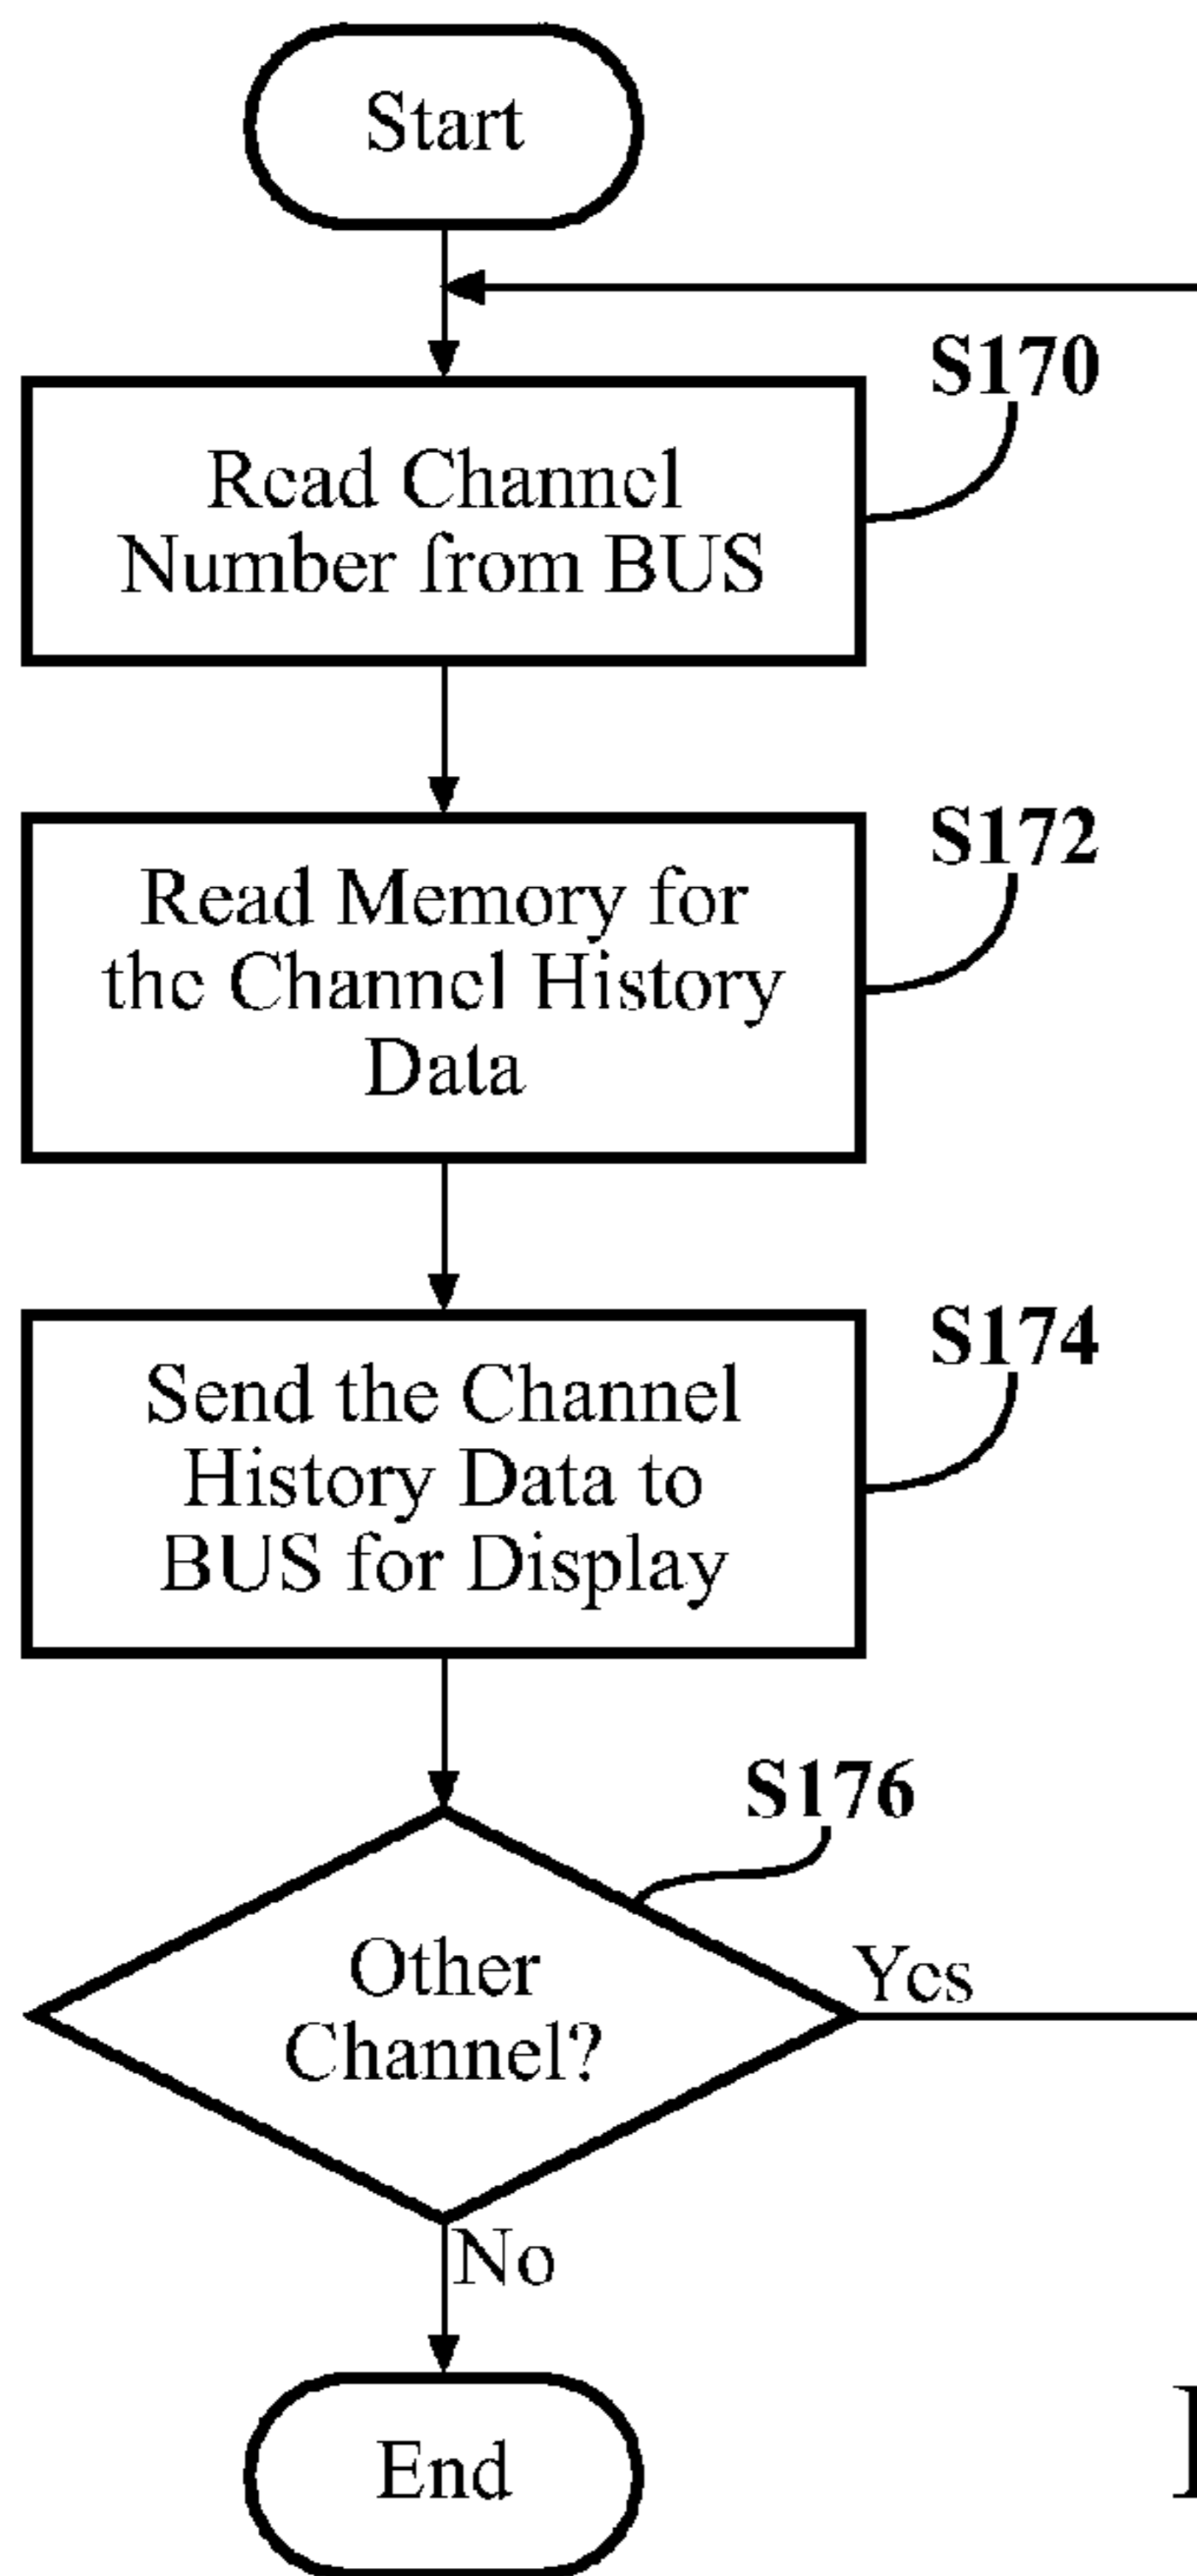 Start
S170
Read Channel
Number from BUS
S172
Read Memory for
the Channel History
Data
S174
Send the Channel
History Data to
BUS for Display
S176
Other
Channel?
Yes
No
End